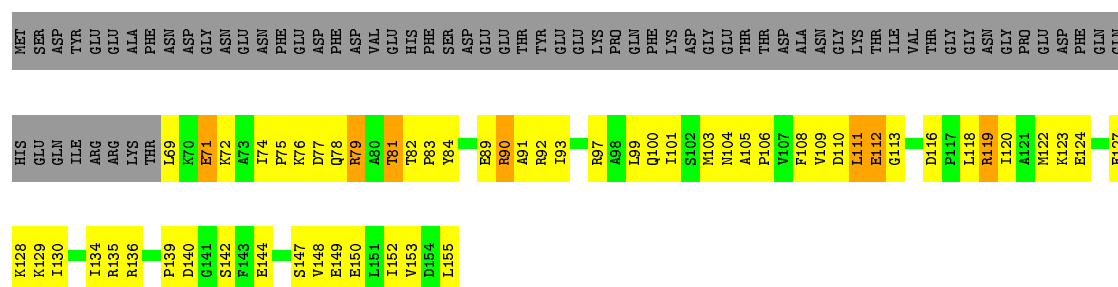 MET SER ASP TYR GLU GLU ALA PHE ASN ASP GLY ASN GLU ASN PHE GLU ASP PHE ASP VAL GLU HIS PHE SER ASP GLU GLU THR TYR GLU GLU LYS PRO GLN PHE LYS ASP GLY GLU THR THR ASP ALA ASN GLY LYS THR ILE VAL THR GLY GLY ASN GLY PRO GLU ASP PHE GLN GLN
HIS GLU GLN ILE ARG ARG LYS THR L69 K70 E71 K72 A73 I74 P75 K76 D77 Q78 R79 A80 T81 T82 P83 Y84 E89 R90 A91 R92 I93 R97 A98 L99 Q100 I101 S102 M103 N104 A105 P106 V107 F108 V109 D110 L111 E112 G113 D116 P117 L118 R119 I120 A121 M122 K123 E124
K128 K129 I130 I134 R135 R136 P139 D140 G141 S142 F143 E144 S147 V148 E149 E150 L151 I152 V153 D154 L155